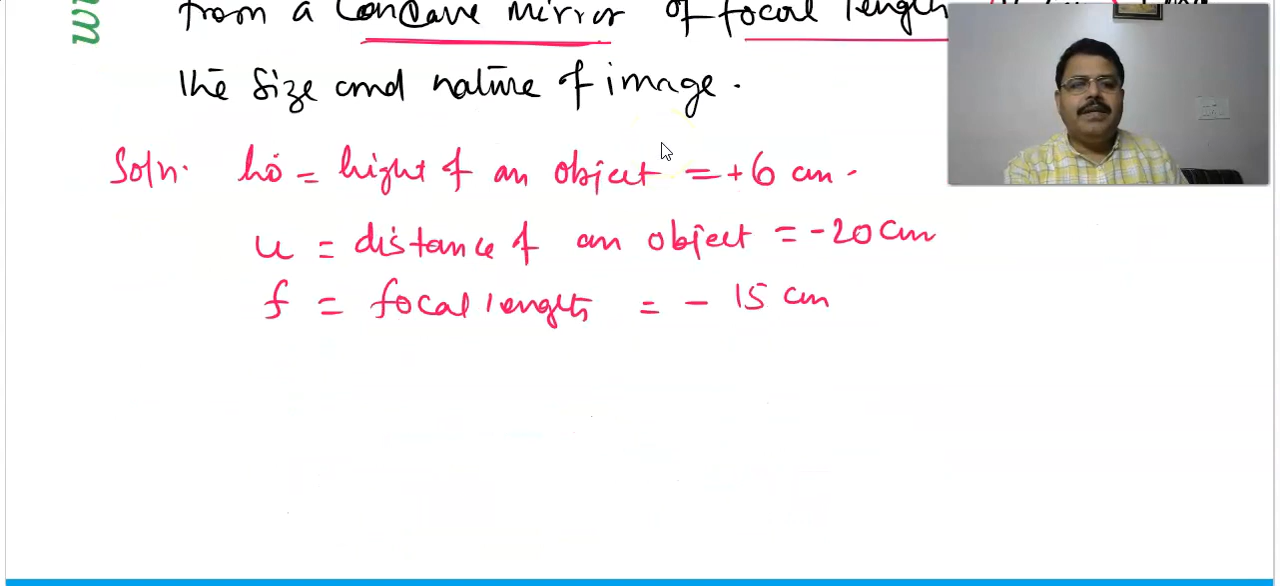 from a Concave mirror of focal length
the size and nature of image.
Soln. ho = hight of an object = +6 cm.
u = distance of an object = -20 cm
f = focal length = - 15 cm